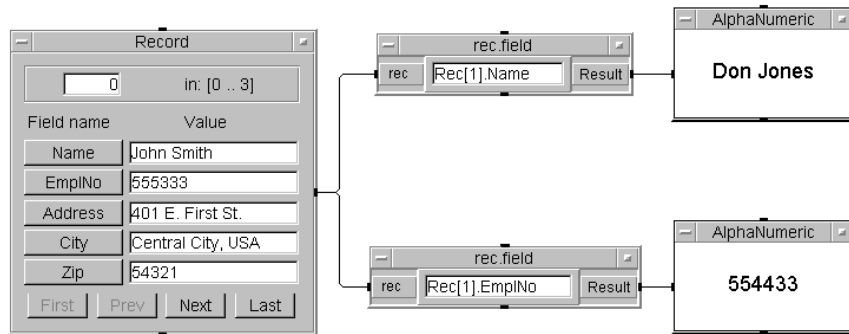 Record
0 in: [0 .. 3]
Field name Value
Name John Smith
EmplNo 555333
Address 401 E. First St.
City Central City, USA
Zip 54321
First Prev Next Last
rec.field
rec Rec[1].Name Result
AlphaNumeric
Don Jones
rec.field
rec Rec[1].EmplNo Result
AlphaNumeric
554433